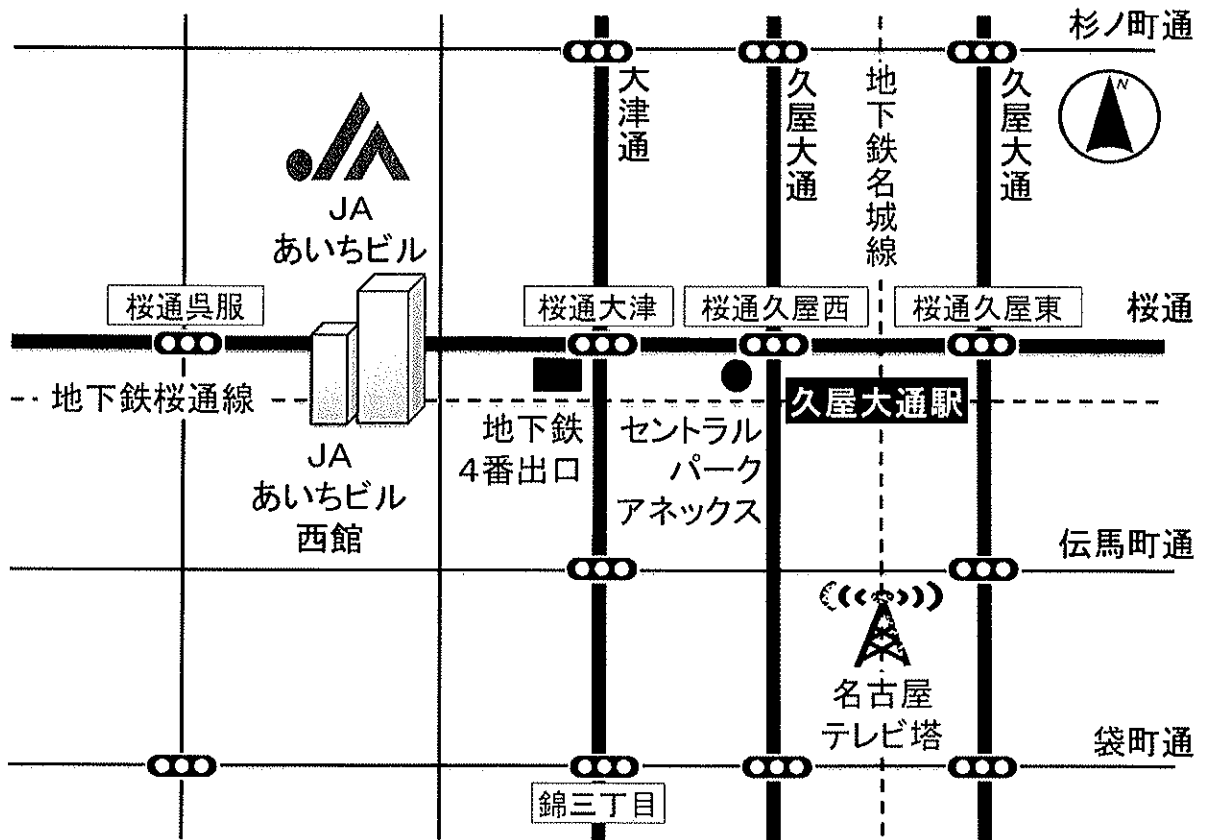 杉ノ町通
大津通
久屋大通
地下鉄名城線
久屋大通
N
JA
あいちビル
桜通呉服
桜通大津
桜通久屋西
桜通久屋東
桜通
地下鉄桜通線
久屋大通駅
地下鉄
4番出口
セントラル
パーク
アネックス
JA
あいちビル
西館
伝馬町通
名古屋
テレビ塔
袋町通
錦三丁目